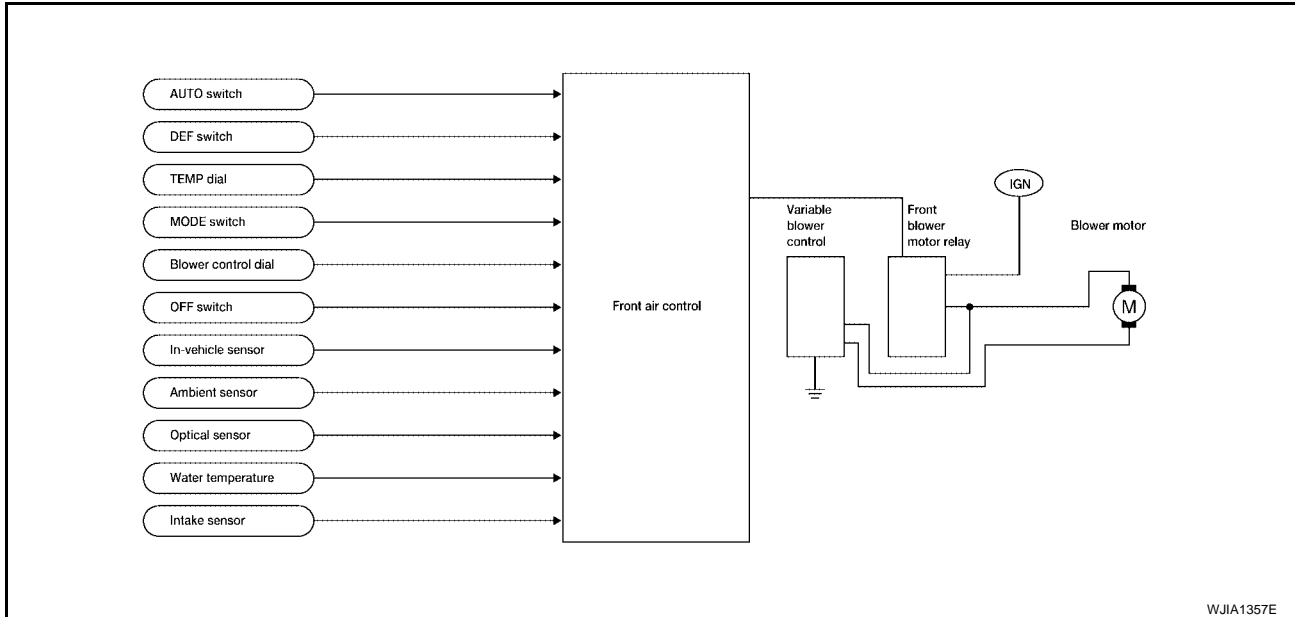 AUTO switch
DEF switch
TEMP dial
MODE switch
Blower control dial
OFF switch
In-vehicle sensor
Ambient sensor
Optical sensor
Water temperature
Intake sensor
Front air control
Variable
blower
control
Front
blower
motor relay
IGN
Blower motor
M
WJIA1357E